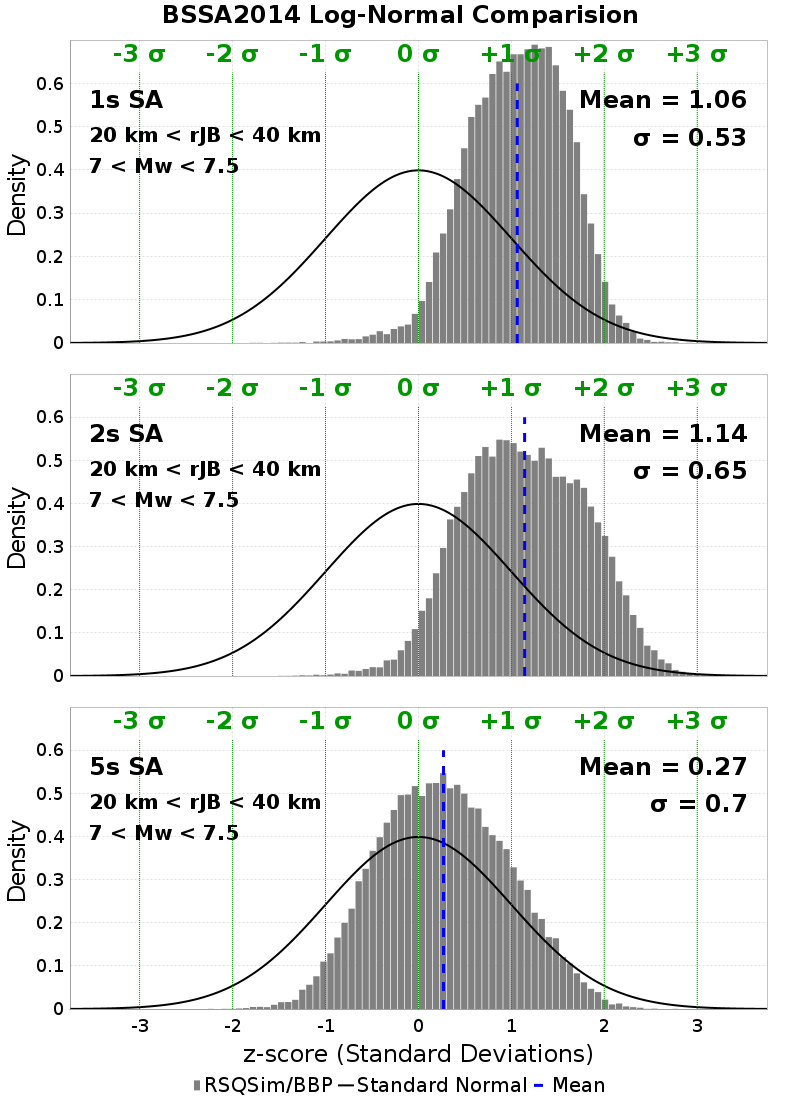 BSSA2014 Log-Normal Comparision
-3 σ -2 σ -1 σ 0 σ +1 σ +2 σ +3 σ
1s SA
20 km < rJB < 40 km
7 < Mw < 7.5
Mean = 1.06
σ = 0.53
Density
0.6
0.5
0.4
0.3
0.2
0.1
0
-3 σ -2 σ -1 σ 0 σ +1 σ +2 σ +3 σ
2s SA
20 km < rJB < 40 km
7 < Mw < 7.5
Mean = 1.14
σ = 0.65
Density
0.6
0.5
0.4
0.3
0.2
0.1
0
-3 σ -2 σ -1 σ 0 σ +1 σ +2 σ +3 σ
5s SA
20 km < rJB < 40 km
7 < Mw < 7.5
Mean = 0.27
σ = 0.7
Density
0.6
0.5
0.4
0.3
0.2
0.1
0
-3 -2 -1 0 1 2 3
z-score (Standard Deviations)
RSQSim/BBP Standard Normal Mean